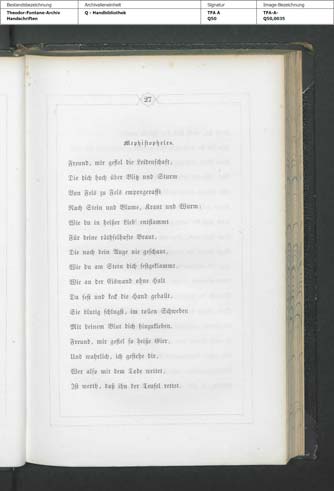 Bestandsbezeichnung
Archivalieneinheit
Signatur
Image-Bezeichnung
Theodor-Fontane-Archiv
Handschriften
Q - Handbibliothek
TFA A
Q50
TFA-A-
Q50,0035
27
Mephistopheles.
Freund, mir gefiel die Leidenschaft,
Die dich hoch über Blitz und Sturm
Von Fels zu Fels emporgerafft
Nach Stein und Blume, Kraut und Wurm;
Wie du in heißer Lieb' entflammt
Für deine räthselhafte Braut,
Die noch dein Auge nie geschaut,
Wie du am Stein dich festgeklammt,
Wie an der Eiswand ohne Halt
Du fest und keck die Hand geballt,
Sie blutig schlugst, im tollen Schweben
Mit deinem Blut dich hinzukleben.
Freund, mir gefiel so heiße Gier,
Und wahrlich, ich gestehe dir,
Wer also mit dem Tode wettet,
Ist werth, daß ihn der Teufel rettet.